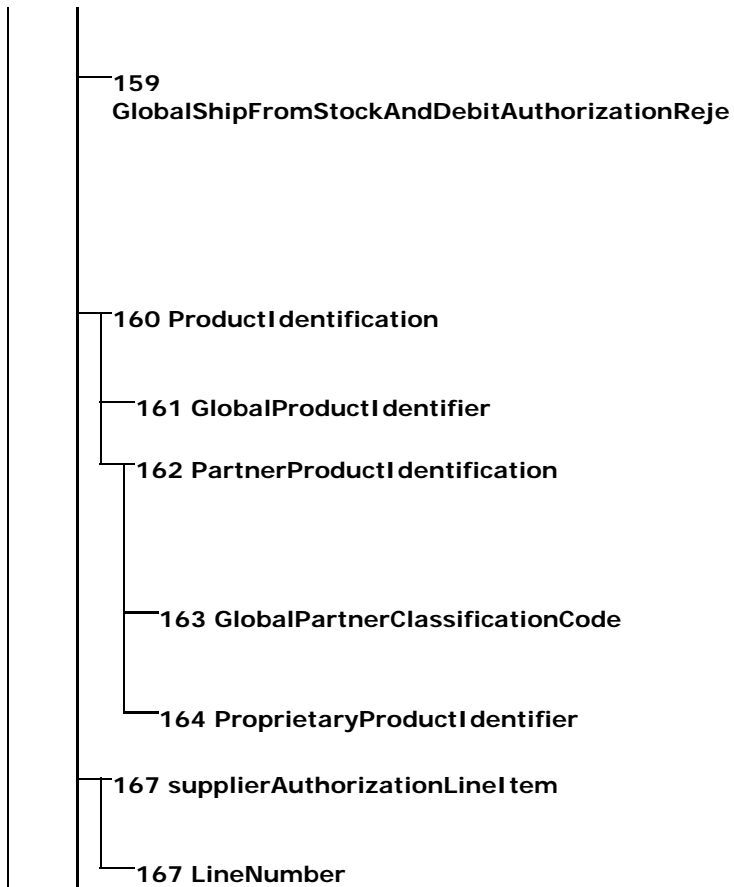 159
GlobalShipFromStockAndDebitAuthorizationReje
160 ProductIdentification
161 GlobalProductIdentifier
162 PartnerProductIdentification
163 GlobalPartnerClassificationCode
164 ProprietaryProductIdentifier
167 supplierAuthorizationLineItem
167 LineNumber